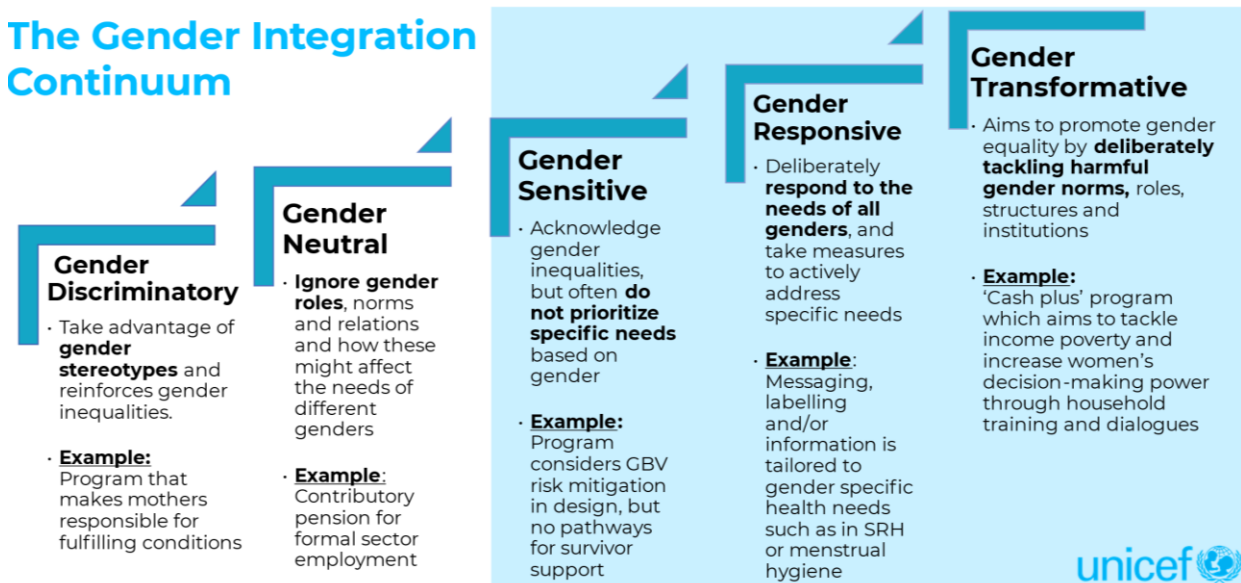 The Gender Integration
Continuum
Gender
Discriminatory
· Take advantage of
gender
stereotypes and
reinforces gender
inequalities.
· Example:
Program that
makes mothers
responsible for
fulfilling conditions
Gender
Neutral
· Ignore gender
roles, norms
and relations
and how these
might affect
the needs of
different
genders
· Example:
Contributory
pension for
formal sector
employment
Gender
Sensitive
· Acknowledge
gender
inequalities,
but often do
not prioritize
specific needs
based on
gender
· Example:
Program
considers GBV
risk mitigation
in design, but
no pathways
for survivor
support
Gender
Responsive
· Deliberately
respond to the
needs of all
genders, and
take measures
to actively
address
specific needs
· Example:
Messaging,
labelling
and/or
information is
tailored to
gender specific
health needs
such as in SRH
or menstrual
hygiene
Gender
Transformative
· Aims to promote gender
equality by deliberately
tackling harmful
gender norms, roles,
structures and
institutions
· Example:
‘Cash plus’ program
which aims to tackle
income poverty and
increase women’s
decision-making power
through household
training and dialogues
unicef